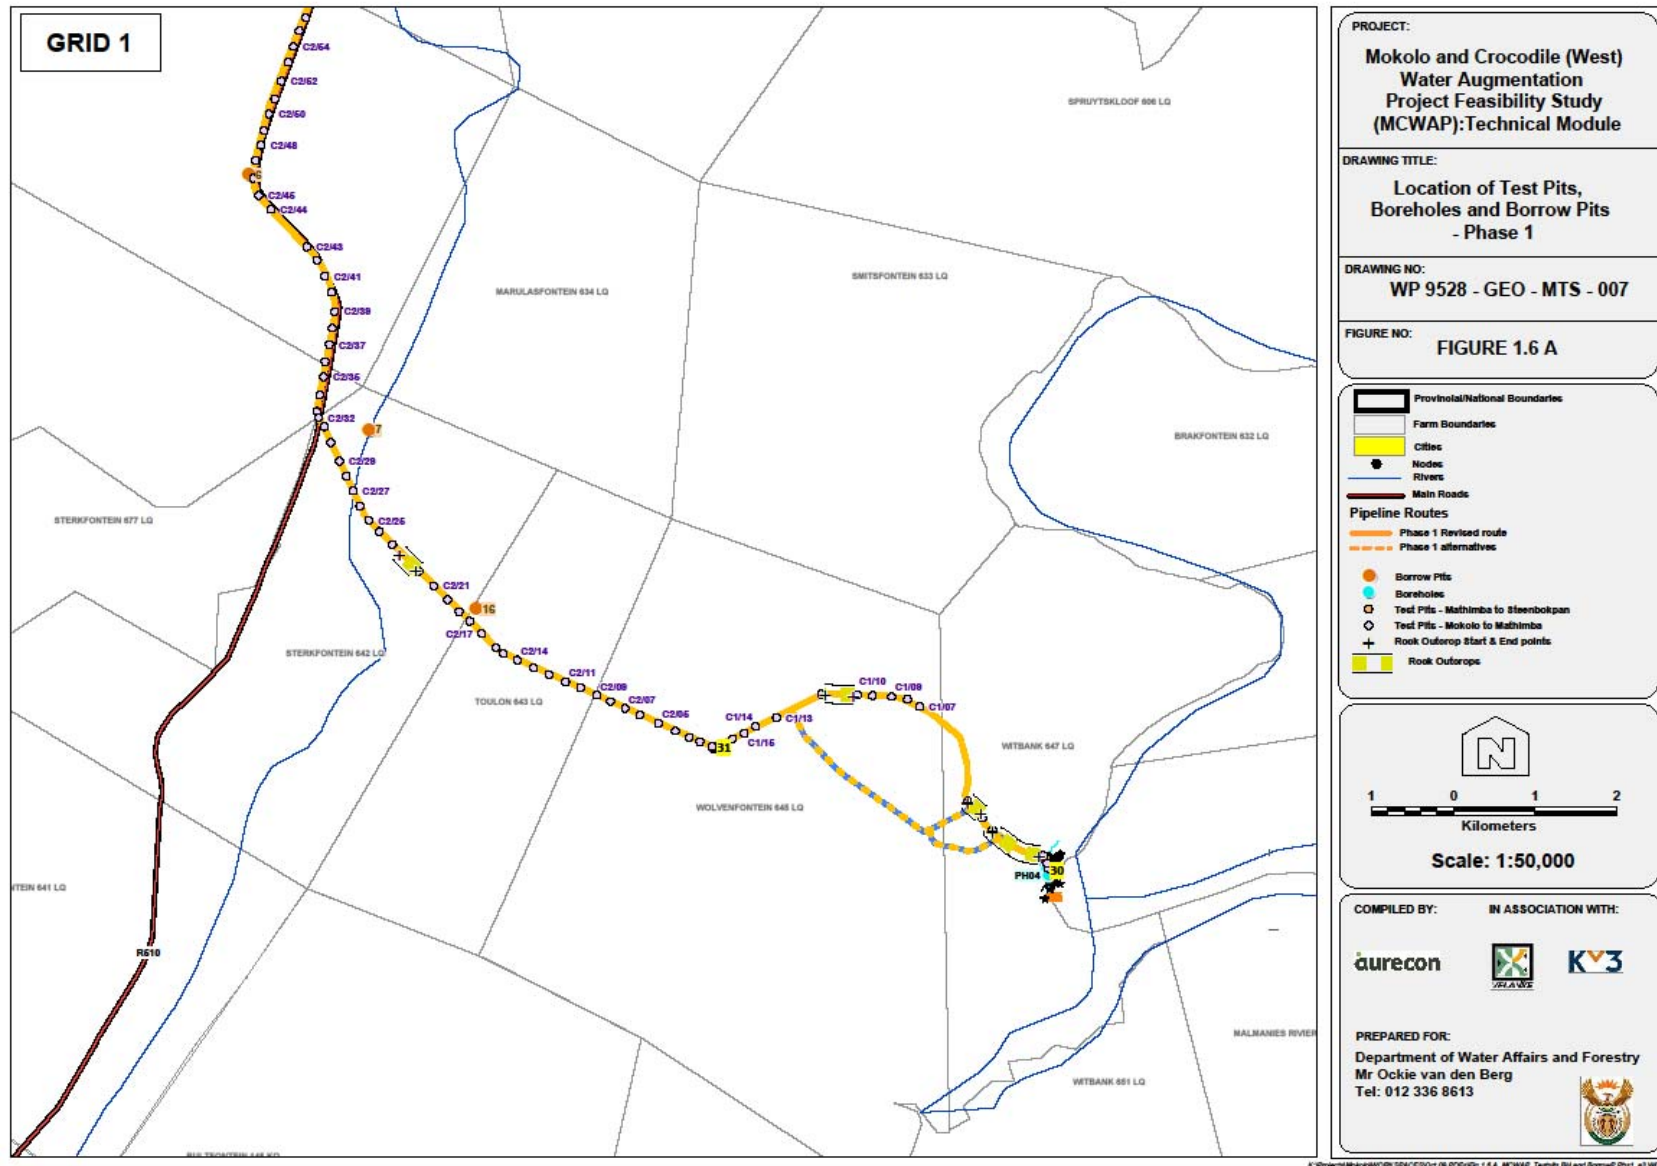 GRID 1
C2/54
C2/52
C2/50
C2/48
6
C2/45
C2/44
C2/43
C2/41
C2/39
C2/37
C2/35
C2/32
7
C2/29
C2/27
C2/25
C2/21
16
C2/17
C2/14
C2/11
C2/09
C2/07
C2/05
31
C1/14
C1/15
C1/13
C1/10
C1/09
C1/07
PH04
30
R510
SPRUYTSKLOOF 606 LQ
SMITSFONTEIN 633 LQ
MARULASFONTEIN 634 LQ
BRAKFONTEIN 632 LQ
STERKFONTEIN 677 LQ
STERKFONTEIN 642 LQ
TOULON 643 LQ
WITBANK 647 LQ
WOLVENFONTEIN 645 LQ
NTEIN 641 LQ
MALMANIES RIVIER
WITBANK 651 LQ
PROJECT:
Mokolo and Crocodile (West)
Water Augmentation
Project Feasibility Study
(MCWAP):Technical Module
DRAWING TITLE:
Location of Test Pits,
Boreholes and Borrow Pits
- Phase 1
DRAWING NO:
WP 9528 - GEO - MTS - 007
FIGURE NO:
FIGURE 1.6 A
Provincial/National Boundaries
Farm Boundaries
Cities
Nodes
Rivers
Main Roads
Pipeline Routes
Phase 1 Revised route
Phase 1 alternatives
Borrow Pits
Boreholes
Test Pits - Mathimba to Steenbokpan
Test Pits - Mokolo to Mathimba
Rock Outcrop Start & End points
Rock Outcrops
N
1 0 1 2
Kilometers
Scale: 1:50,000
COMPILED BY: IN ASSOCIATION WITH:
aurecon
VELAVKE
KV3
PREPARED FOR:
Department of Water Affairs and Forestry
Mr Ockie van den Berg
Tel: 012 336 8613